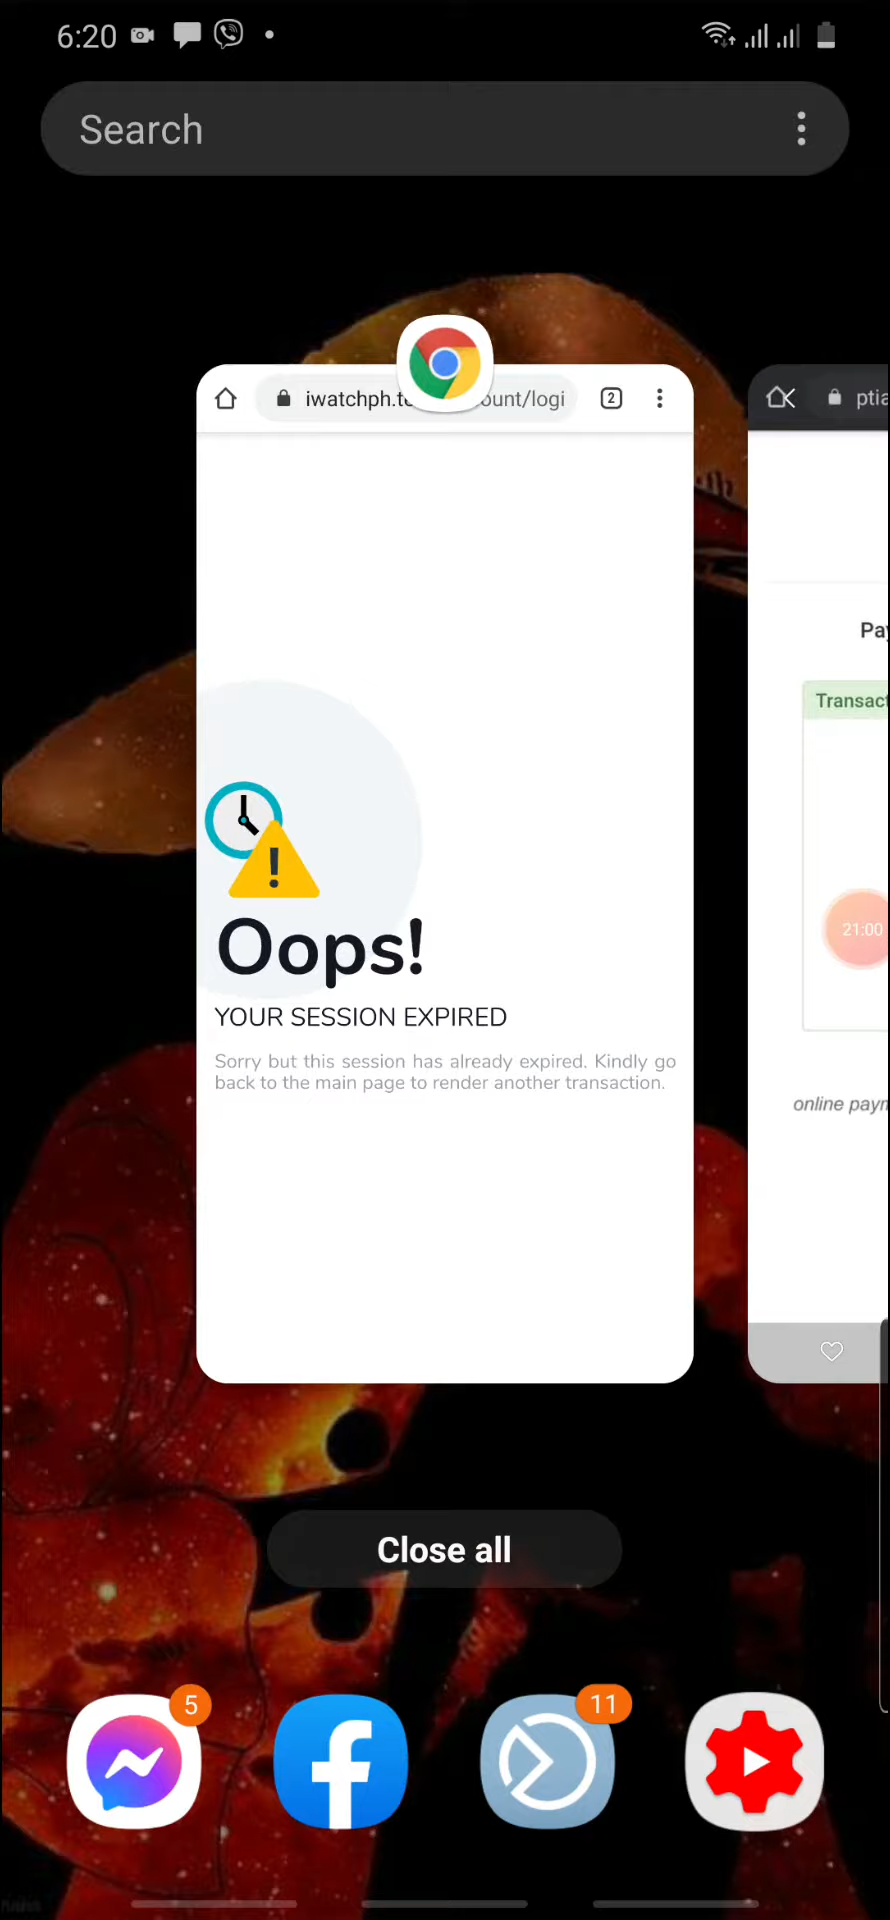 6:20
Search
iwatchph.t
ount/logi
2
Oops!
YOUR SESSION EXPIRED
Sorry but this session has already expired. Kindly go
back to the main page to render another transaction.
ptia
Pay
Transact
21:00
online paym
Close all
5
11